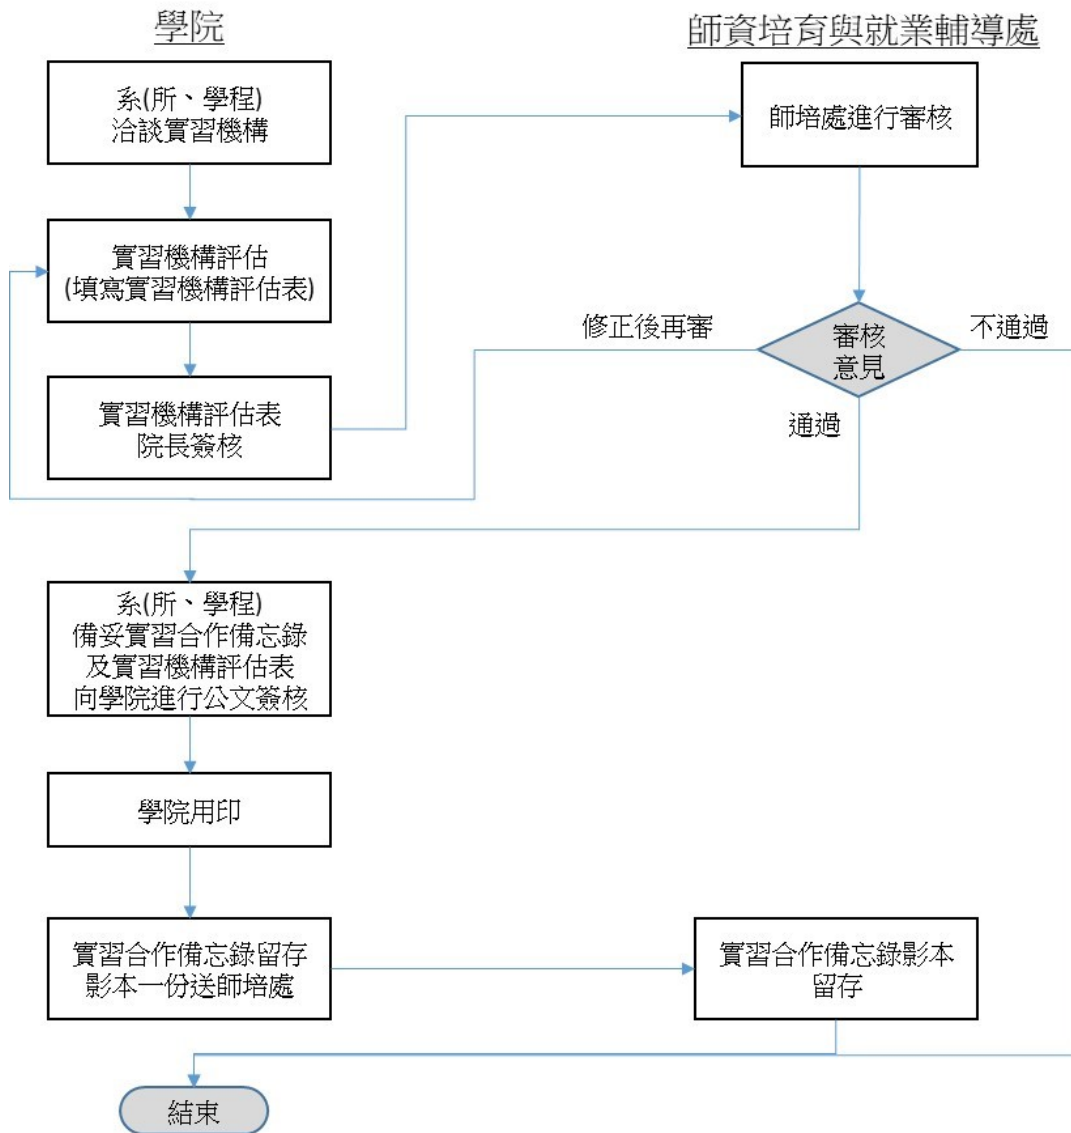 學院
師資培育與就業輔導處
系(所、學程)
洽談實習機構
師培處進行審核
實習機構評估
(填寫實習機構評估表)
修正後再審
審核
意見
不通過
實習機構評估表
院長簽核
通過
系(所、學程)
備妥實習合作備忘錄
及實習機構評估表
向學院進行公文簽核
學院用印
實習合作備忘錄留存
影本一份送師培處
實習合作備忘錄影本
留存
結束